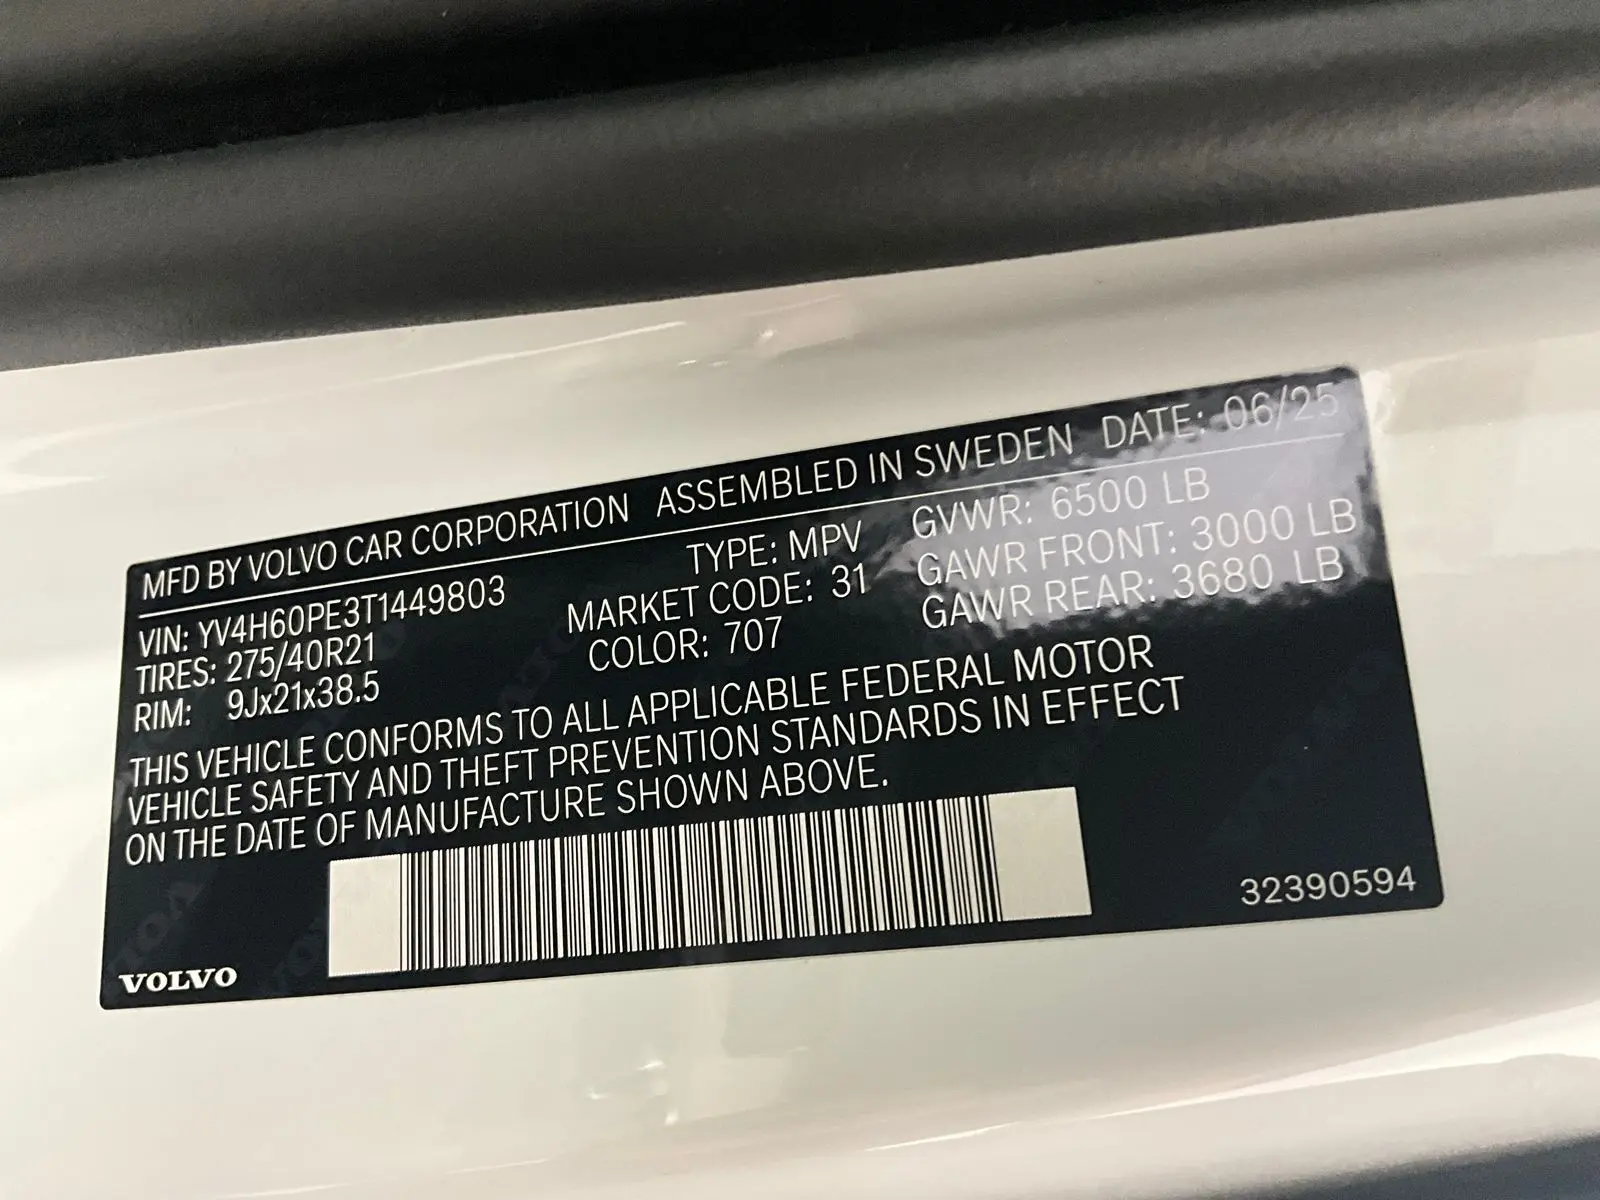 MFD BY VOLVO CAR CORPORATION ASSEMBLED IN SWEDEN DATE: 06/25
VIN: YV4H60PE3T1449803 TYPE: MPV GVWR: 6500 LB
TIRES: 275/40R21 MARKET CODE: 31 GAWR FRONT: 3000 LB
RIM: 9Jx21x38.5 COLOR: 707 GAWR REAR: 3680 LB
THIS VEHICLE CONFORMS TO ALL APPLICABLE FEDERAL MOTOR
VEHICLE SAFETY AND THEFT PREVENTION STANDARDS IN EFFECT
ON THE DATE OF MANUFACTURE SHOWN ABOVE.
32390594
VOLVO